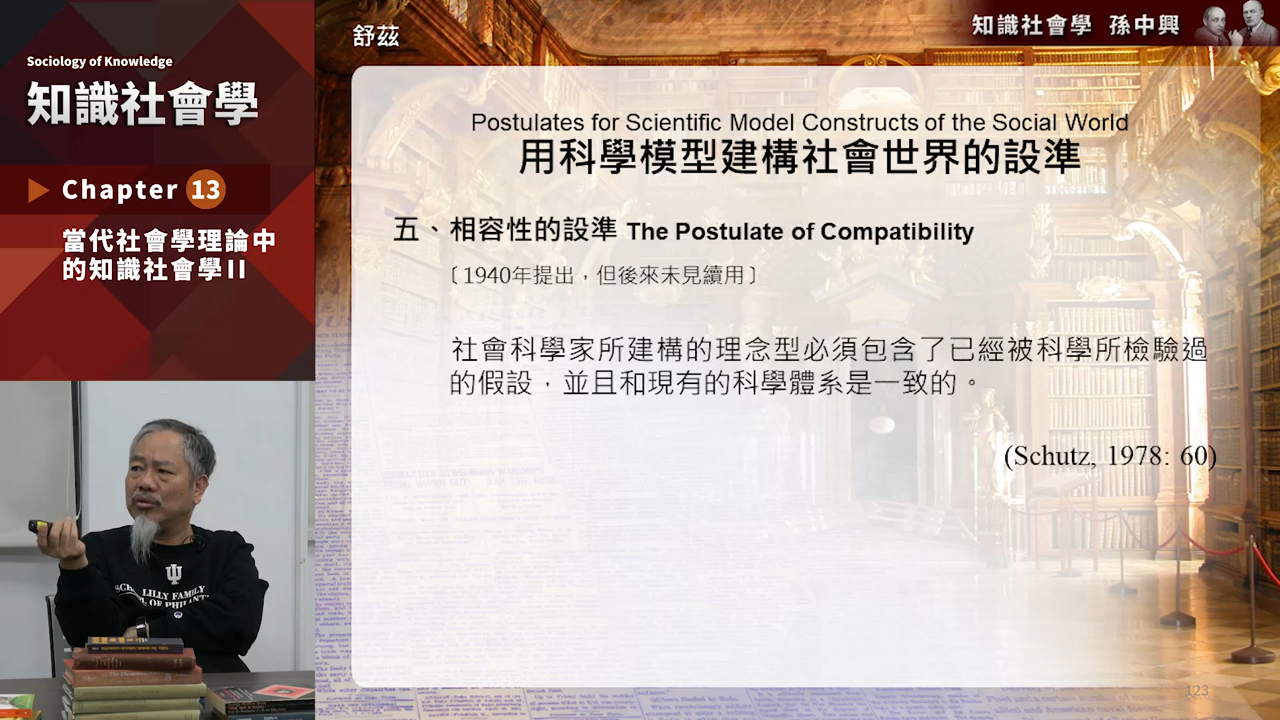 Sociology of Knowledge
知識社會學
Chapter 13
當代社會學理論中
的知識社會學II
舒茲
知識社會學 孫中興
Postulates for Scientific Model Constructs of the Social World
用科學模型建構社會世界的設準
五、相容性的設準 The Postulate of Compatibility
〔1940年提出，但後來未見續用〕
社會科學家所建構的理念型必須包含了已經被科學所檢驗過
的假設，並且和現有的科學體系是一致的。
(Schutz, 1978: 60)
123
LILLY FAMILY